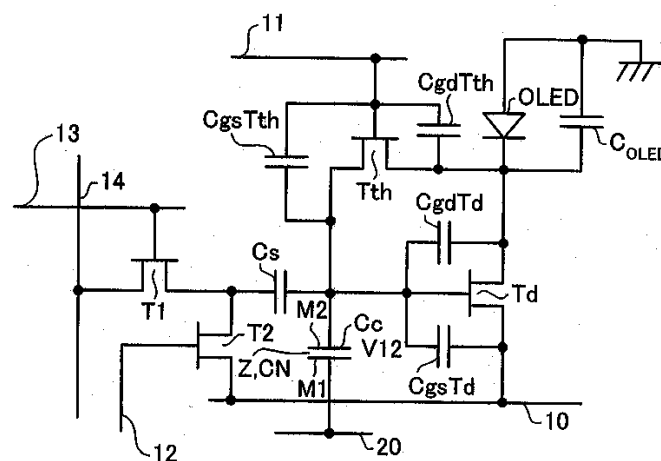 11
CgdTth
OLED
CgsTth
13
C_OLED
14
Tth
CgdTd
Cs
T1
M2
Cc
Td
T2
Z,CN
V12
M1
CgsTd
10
12
20